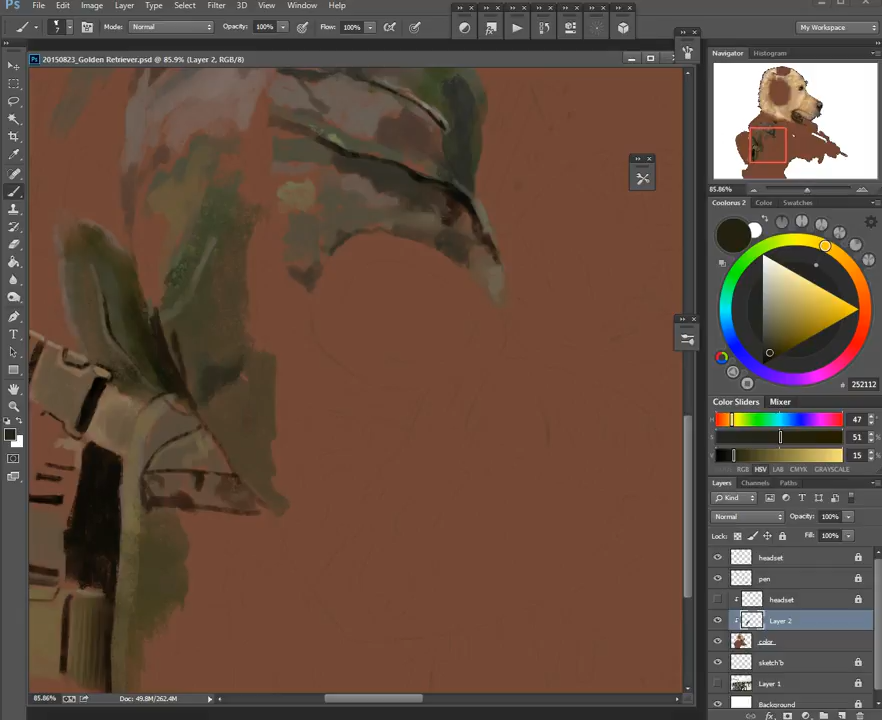 Ps File Edit Image Layer Type Select Filter 3D View Window Help
7 Mode: Normal Opacity: 100% Flow: 100% My Workspace
Ps 20150823_Golden Retriever.psd @ 85.9% (Layer 2, RGB/8)
Navigator Histogram
85.86%
Coolorus 2 Color Swatches
# 252112
Color Sliders Mixer
H 47
S 51
V 15
RGB HSV LAB CMYK GRAYSCALE
Layers Channels Paths
Kind
Normal Opacity: 100%
Lock: Fill: 100%
headset
pen
headset
Layer 2
color
sketch'b
Layer 1
Background
85.86% Doc: 49.8M/262.4M